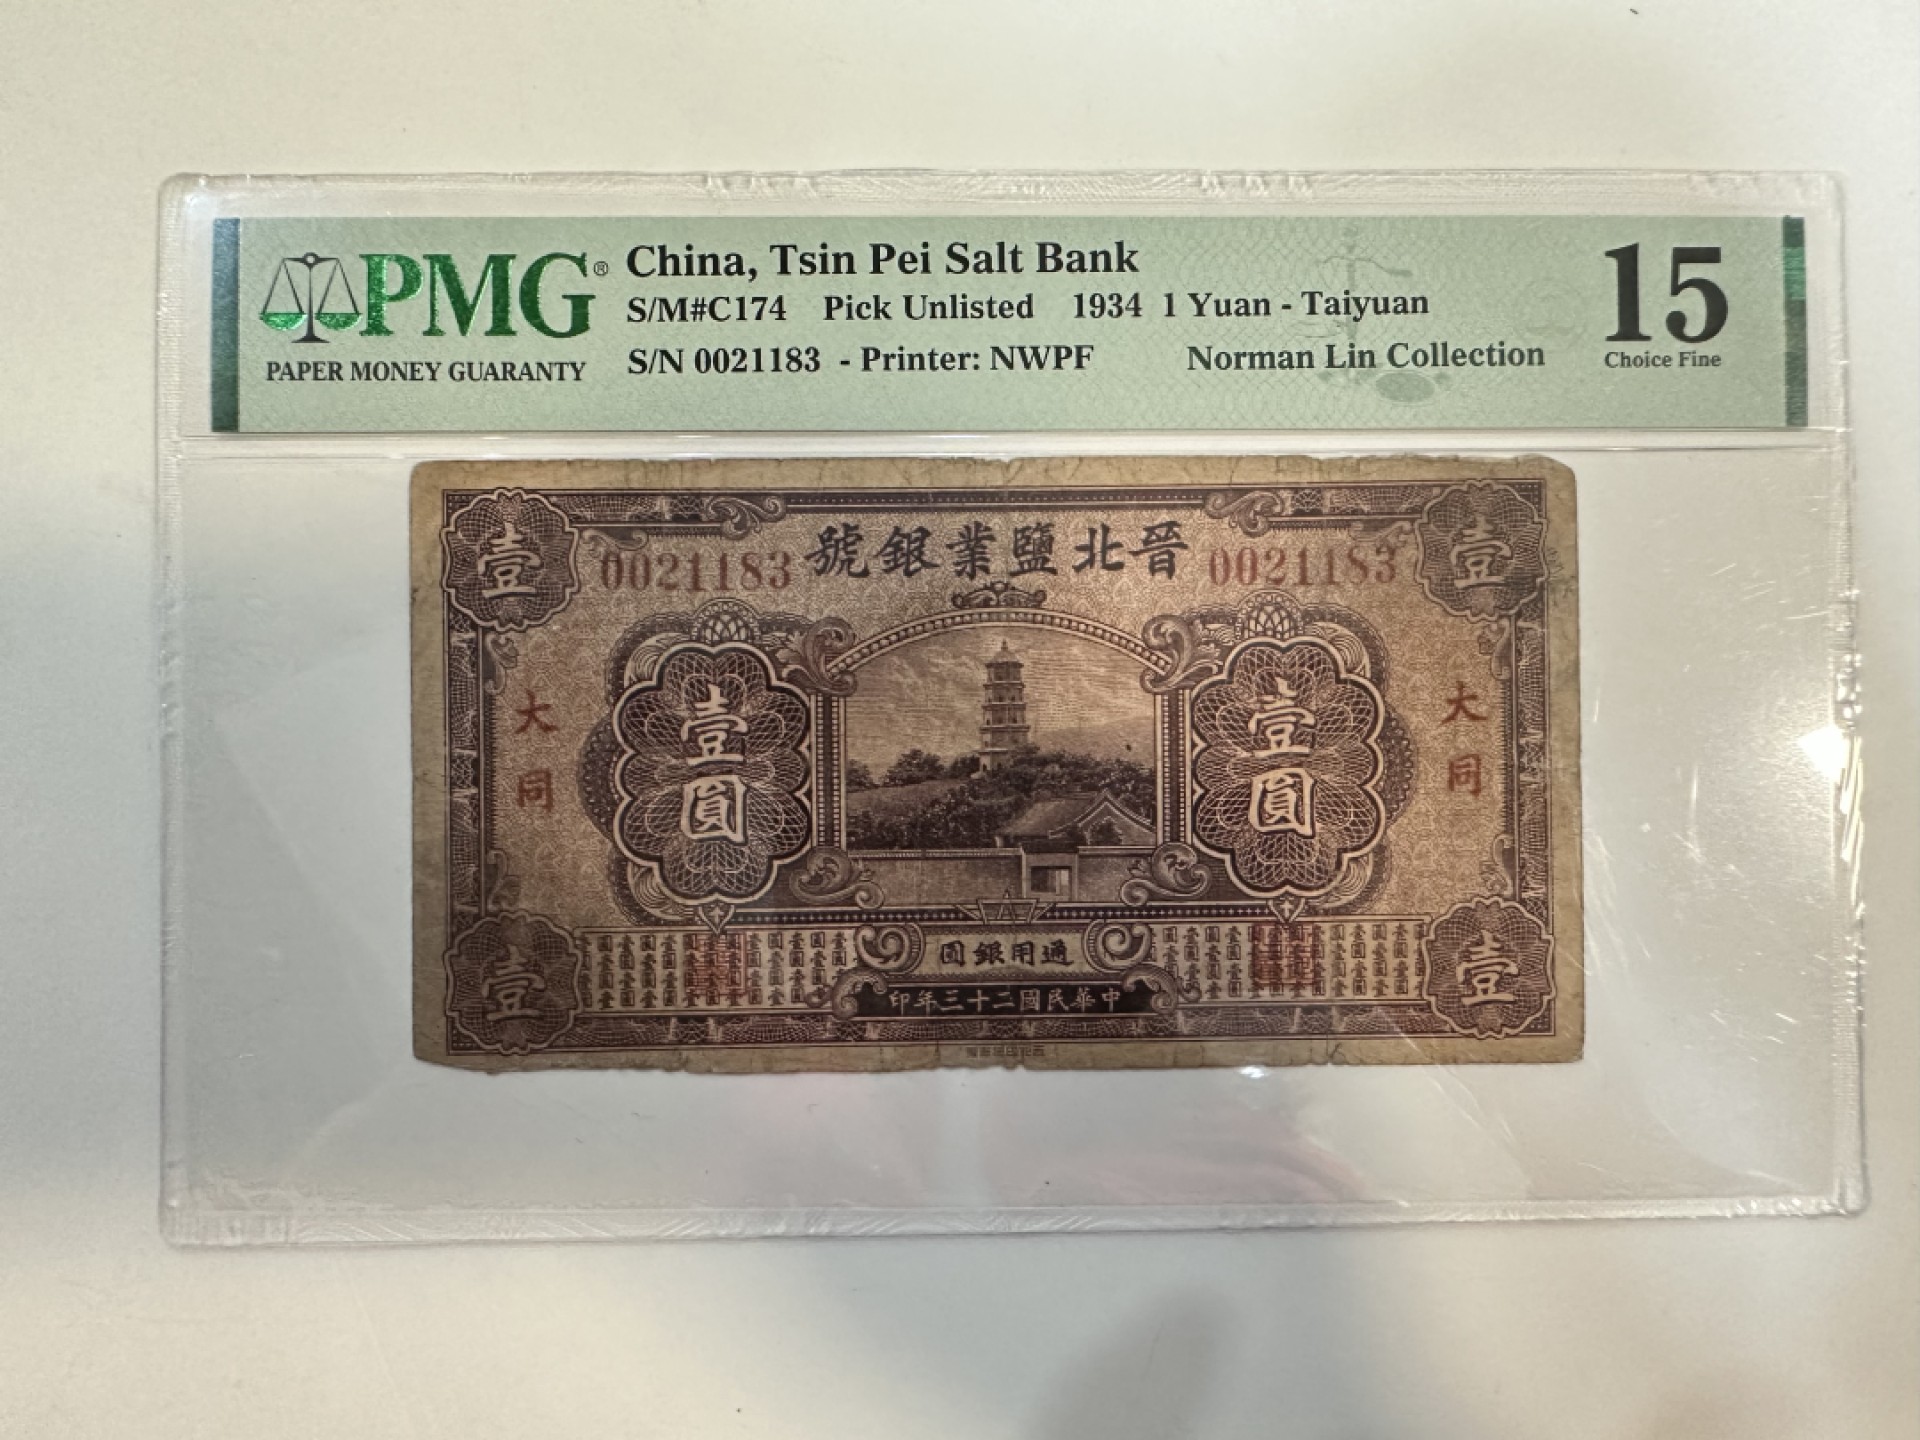 PMG®
PAPER MONEY GUARANTY
China, Tsin Pei Salt Bank
S/M#C174 Pick Unlisted 1934 1 Yuan - Taiyuan
S/N 0021183 - Printer: NWPF
Norman Lin Collection
15
Choice Fine
壹
0021183
號銀業鹽北晉
0021183
壹
大同
壹圓
壹圓
大同
圓銀用通
印年三十二國民華中
壹
壹